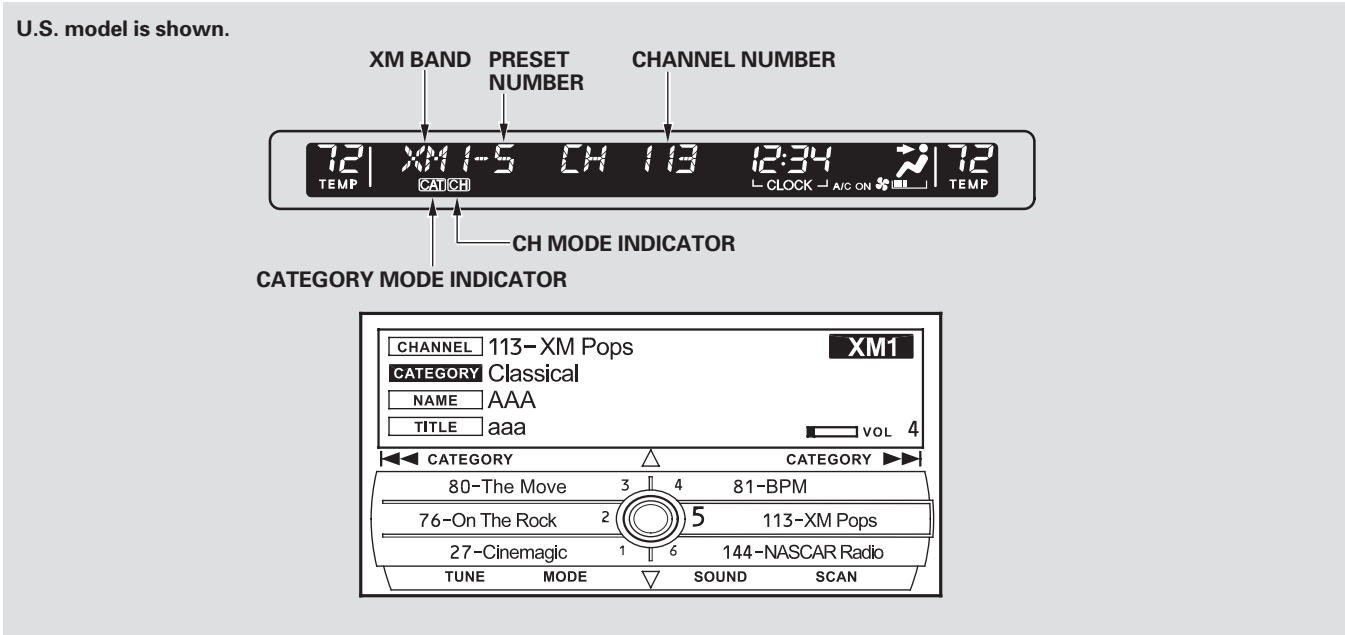 U.S. model is shown.
XM BAND
PRESET
NUMBER
CHANNEL NUMBER
72 XM1-5 CH 113 12:34 72
TEMP CAT CH CLOCK A/C ON TEMP
CH MODE INDICATOR
CATEGORY MODE INDICATOR
CHANNEL 113-XM Pops XM1
CATEGORY Classical
NAME AAA
TITLE aaa VOL 4
CATEGORY CATEGORY
80-The Move 3 4 81-BPM
76-On The Rock 2 5 113-XM Pops
27-Cinemagic 1 6 144-NASCAR Radio
TUNE MODE SOUND SCAN